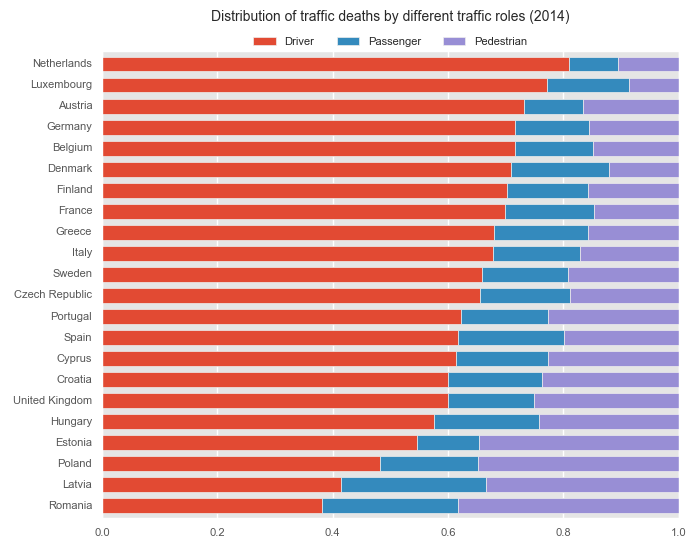 Distribution of traffic deaths by different traffic roles (2014)
Driver Passenger Pedestrian
Netherlands
Luxembourg
Austria
Germany
Belgium
Denmark
Finland
France
Greece
Italy
Sweden
Czech Republic
Portugal
Spain
Cyprus
Croatia
United Kingdom
Hungary
Estonia
Poland
Latvia
Romania
0.0 0.2 0.4 0.6 0.8 1.0